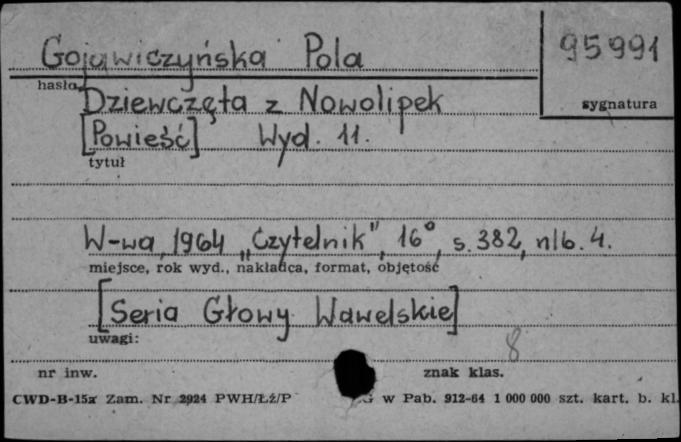 Gojawiczyńska Pola
95991
hasło
Dziewczęta z Nowolipek
sygnatura
[Powieść] Wyd. 11.
tytuł
W-wa, 1964 „Czytelnik", 16°, s. 382, nlb. 4.
miejsce, rok wyd., nakładca, format, objętość
[Seria Głowy Wawelskie]
uwagi:
8
nr inw. znak klas.
CWD-B-15a Zam. Nr 2924 PWH/Łź/P G w Pab. 912-64 1 000 000 szt. kart. b. kl.